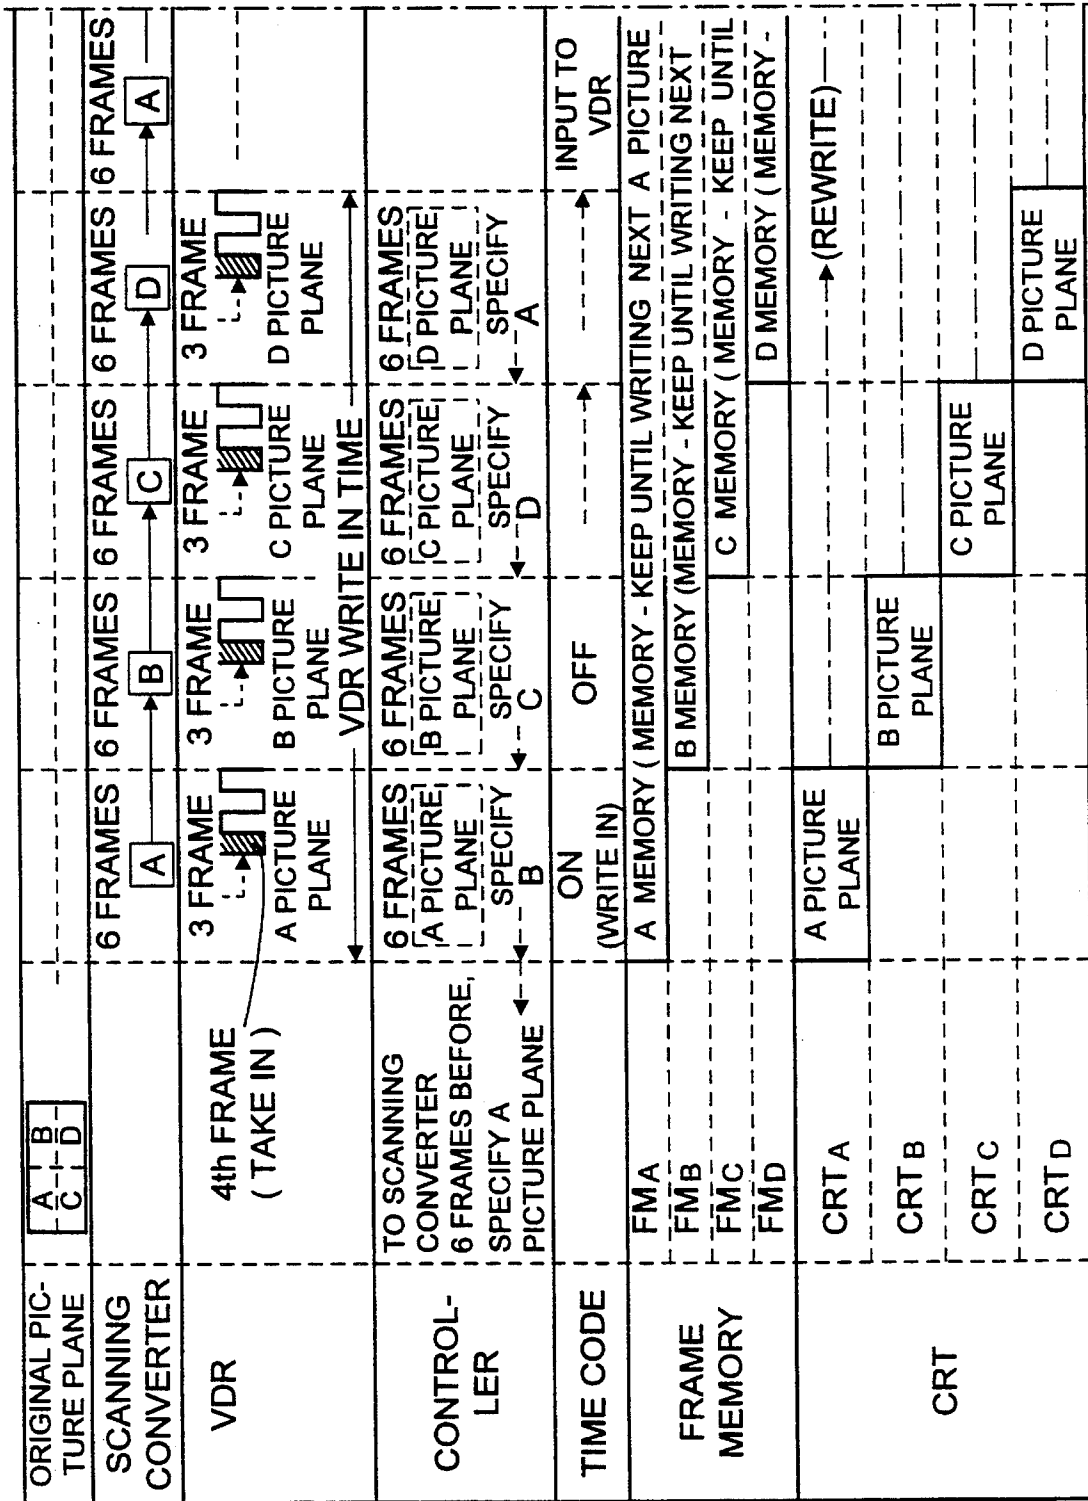 ORIGINAL PIC-
TURE PLANE
A B
C D
SCANNING
CONVERTER
6 FRAMES 6 FRAMES 6 FRAMES 6 FRAMES 6 FRAMES
A B C D A
VDR
4th FRAME
( TAKE IN )
3 FRAME 3 FRAME 3 FRAME 3 FRAME
A PICTURE
PLANE
B PICTURE
PLANE
C PICTURE
PLANE
D PICTURE
PLANE
VDR WRITE IN TIME
CONTROL-
LER
TO SCANNING
CONVERTER
6 FRAMES BEFORE,
SPECIFY A
PICTURE PLANE
6 FRAMES
A PICTURE
PLANE
SPECIFY
B
6 FRAMES
B PICTURE
PLANE
SPECIFY
C
6 FRAMES
C PICTURE
PLANE
SPECIFY
D
6 FRAMES
D PICTURE
PLANE
SPECIFY
A
TIME CODE
ON
(WRITE IN)
OFF
INPUT TO
VDR
FRAME
MEMORY
FMA
A MEMORY ( MEMORY - KEEP UNTIL WRITING NEXT A PICTURE
FMB
B MEMORY (MEMORY - KEEP UNTIL WRITING NEXT
FMC
C MEMORY ( MEMORY - KEEP UNTIL
FMD
D MEMORY ( MEMORY -
CRT
CRT A
A PICTURE
PLANE
(REWRITE)
CRT B
B PICTURE
PLANE
CRT C
C PICTURE
PLANE
CRT D
D PICTURE
PLANE